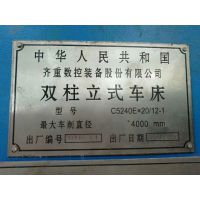 中华人民共和国
齐重数控装备股份有限公司
双柱立式车床
型号 C5240E×20/12-1
最大车削直径 4000 mm
出厂编号 出厂日期